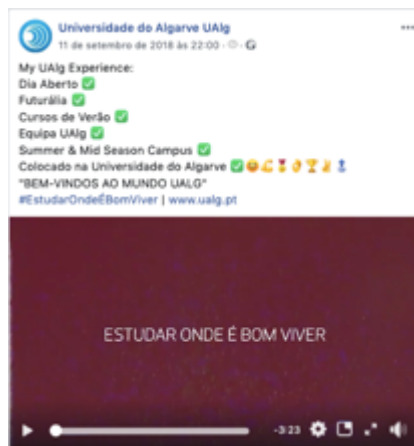 Universidade do Algarve UAlg
11 de setembro de 2018 às 22:00
My UAlg Experience:
Dia Aberto ✅
Futurália ✅
Cursos de Verão ✅
Equipa UAlg ✅
Summer & Mid Season Campus ✅
Colocado na Universidade do Algarve ✅
"BEM-VINDOS AO MUNDO UALG"
#EstudarOndeÉBomViver | www.ualg.pt
ESTUDAR ONDE É BOM VIVER
-3:23